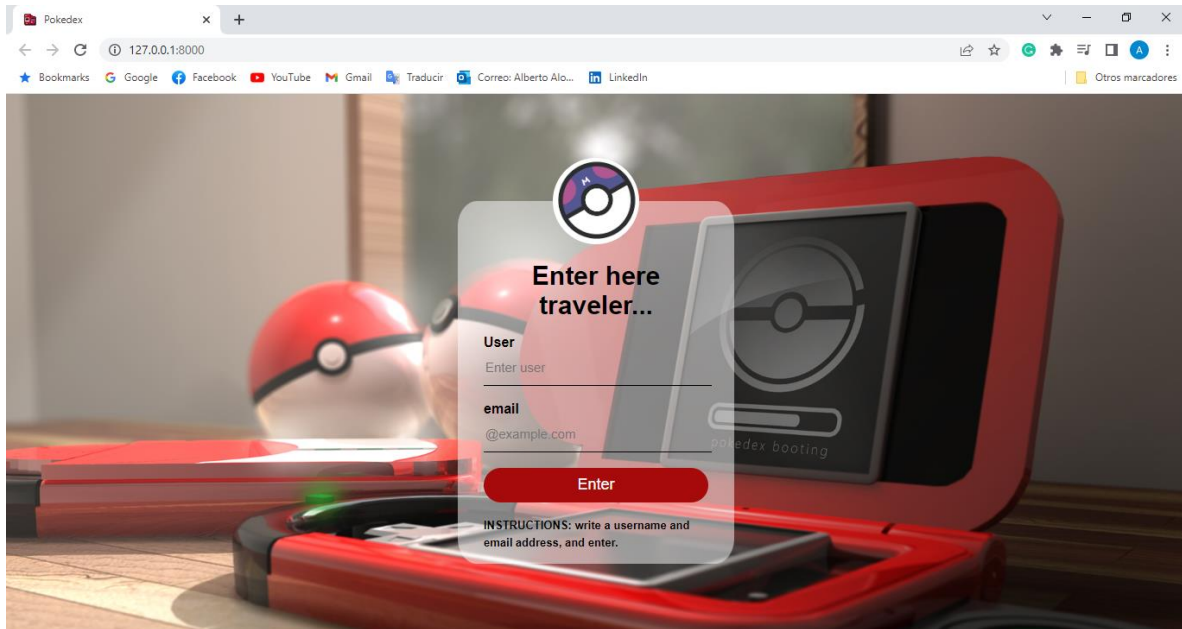 Pokedex
127.0.0.1:8000
A
Bookmarks Google Facebook YouTube Gmail Traducir Correo: Alberto Alo... LinkedIn Otros marcadores
M
Enter here
traveler...
User
Enter user
email
@example.com
pokedex booting
Enter
INSTRUCTIONS: write a username and
email address, and enter.